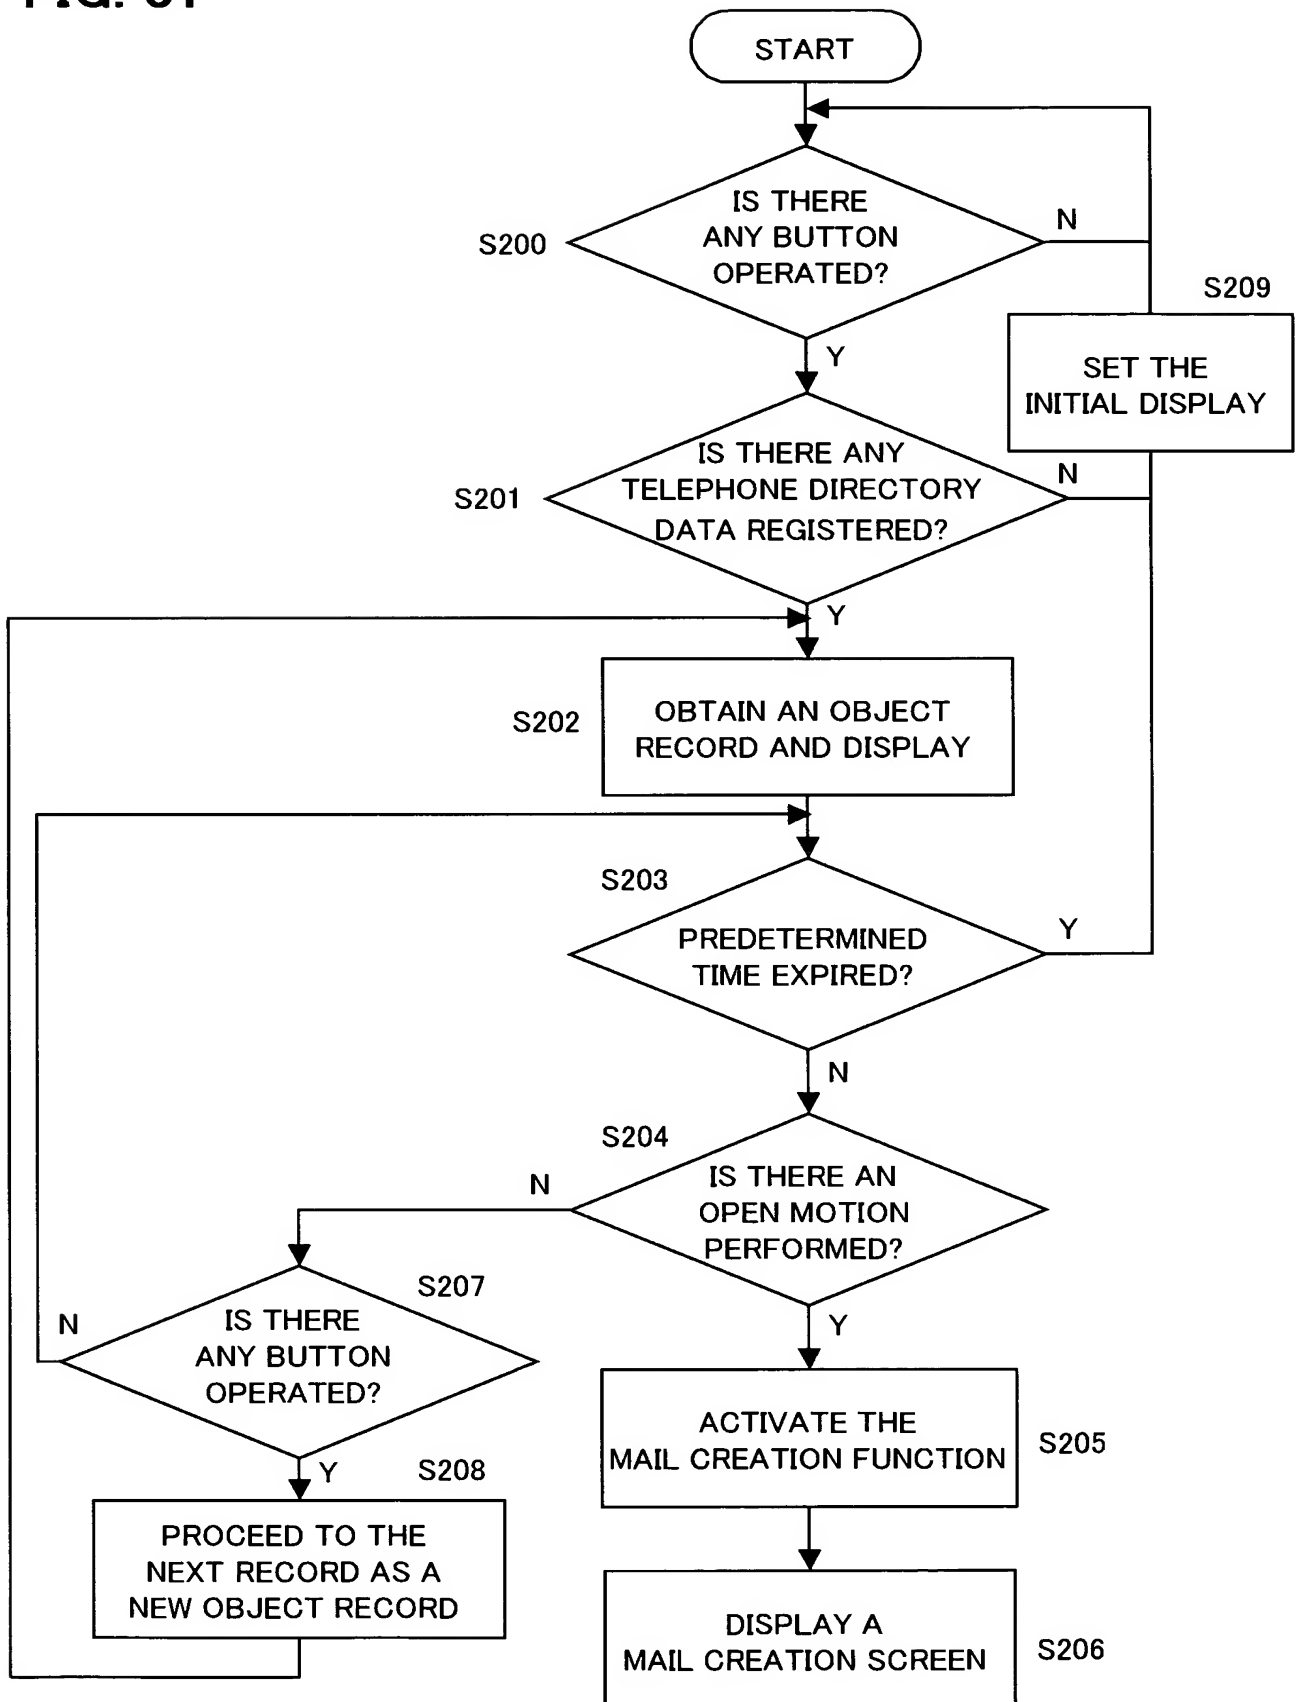 START
IS THERE
ANY BUTTON
OPERATED?
S200
N
S209
SET THE
INITIAL DISPLAY
Y
IS THERE ANY
TELEPHONE DIRECTORY
DATA REGISTERED?
S201
N
Y
S202
OBTAIN AN OBJECT
RECORD AND DISPLAY
S203
PREDETERMINED
TIME EXPIRED?
Y
N
S204
IS THERE AN
OPEN MOTION
PERFORMED?
N
S207
IS THERE
ANY BUTTON
OPERATED?
N
Y
Y
ACTIVATE THE
MAIL CREATION FUNCTION
S205
S208
PROCEED TO THE
NEXT RECORD AS A
NEW OBJECT RECORD
DISPLAY A
MAIL CREATION SCREEN
S206